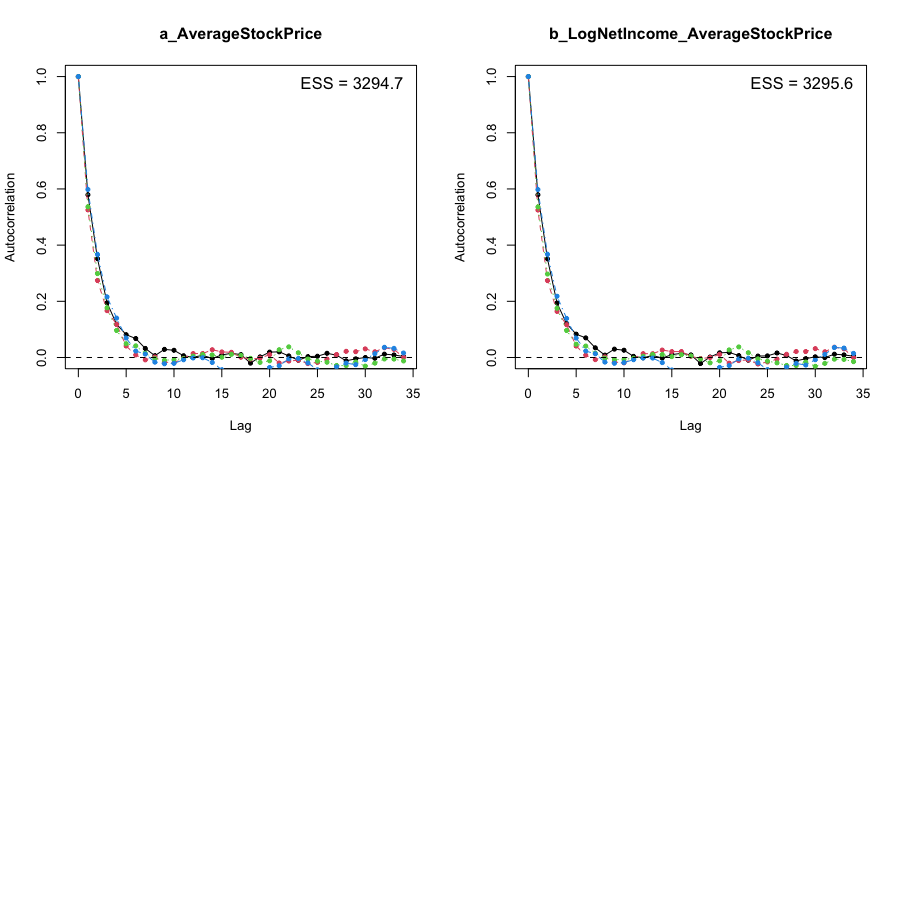 a_AverageStockPrice
ESS = 3294.7
Autocorrelation
1.0
0.8
0.6
0.4
0.2
0.0
0 5 10 15 20 25 30 35
Lag
b_LogNetIncome_AverageStockPrice
ESS = 3295.6
Autocorrelation
1.0
0.8
0.6
0.4
0.2
0.0
0 5 10 15 20 25 30 35
Lag